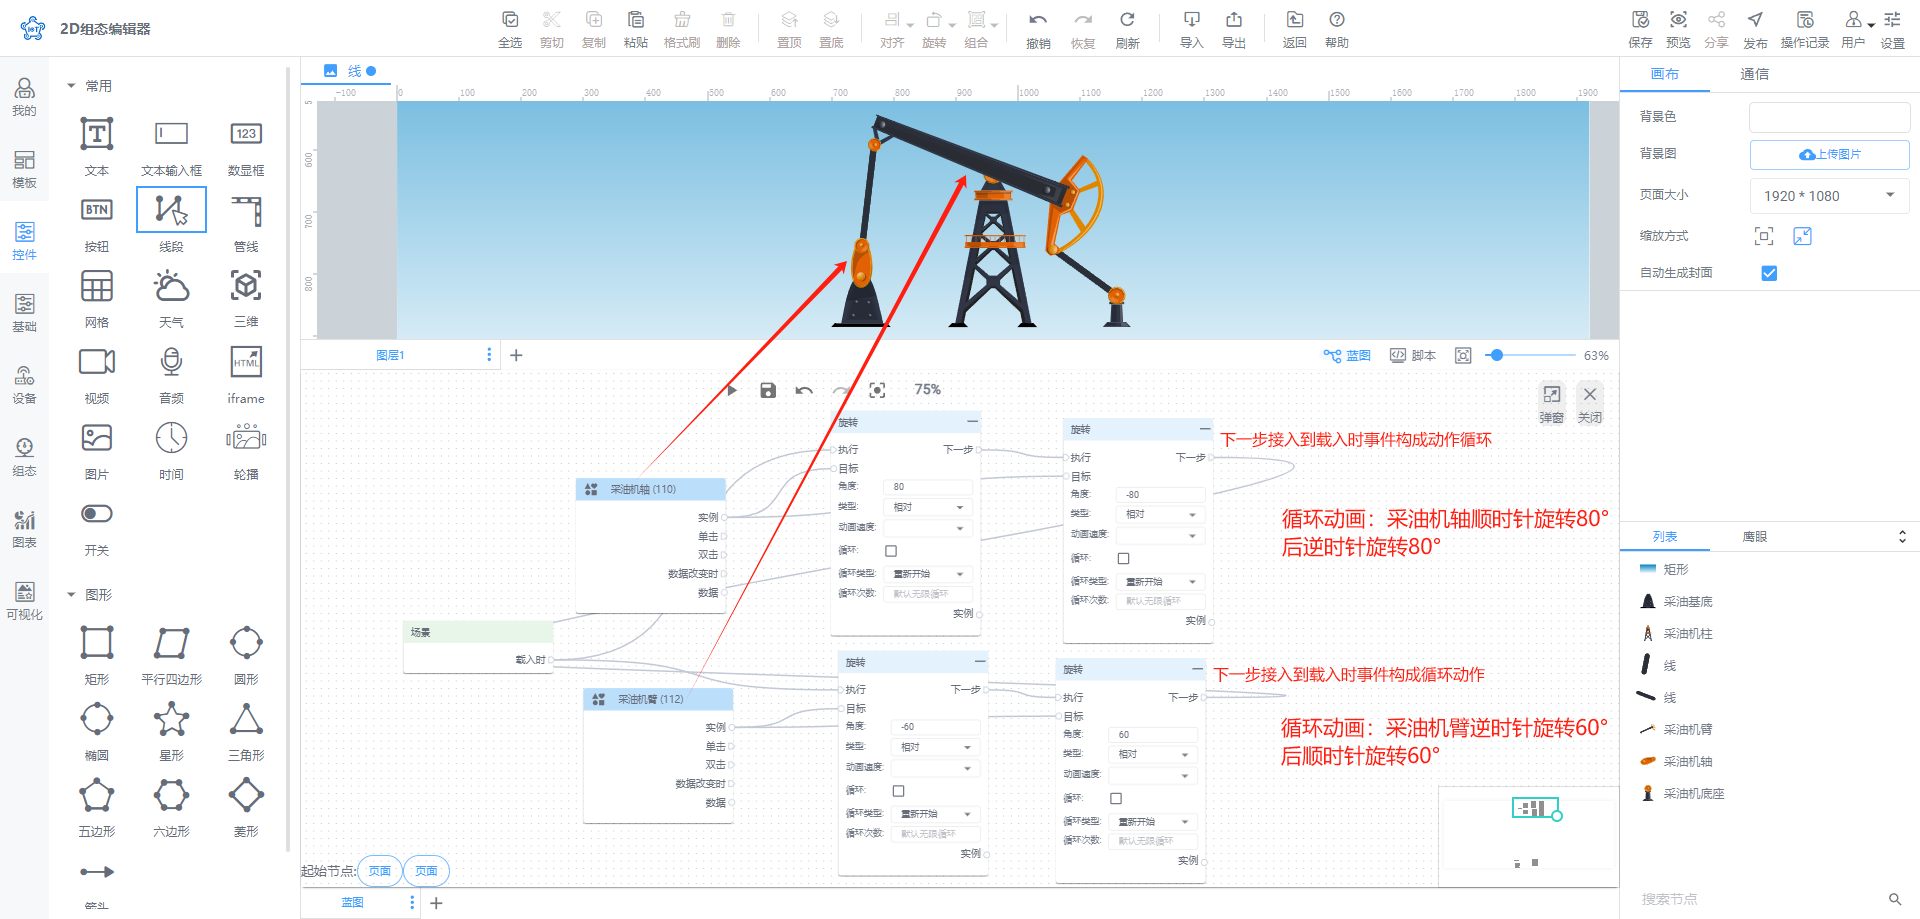 2D组态编辑器
全选 剪切 复制 粘贴 格式刷 删除 置顶 置底 对齐 旋转 组合 撤销 恢复 刷新 导入 导出 返回 帮助
保存 预览 分享 发布 操作记录 用户 设置
我的
模板
控件
基础
设备
组态
图表
可视化
常用
文本 文本输入框 数显框
按钮 线段 管线
网格 天气 三维
视频 音频 iframe
图片 时间 轮播
开关
图形
矩形 平行四边形 圆形
椭圆 星形 三角形
五边形 六边形 菱形
箭头
线
-100 0 100 200 300 400 500 600 700 800 900 1000 1100 1200 1300 1400 1500 1600 1700 1800 1900
600
700
800
图层1
蓝图 脚本 63%
75%
弹窗 关闭
采油机轴 (110)
实例
单击
双击
数据改变时
数据
场景
载入时
采油机臂 (112)
实例
单击
双击
数据改变时
数据
旋转
执行 下一步
目标
角度: 80
类型: 相对
动画速度:
循环:
循环类型: 重新开始
循环次数: 默认无限循环
实例
旋转
执行 下一步
目标
角度: -80
类型: 相对
动画速度:
循环:
循环类型: 重新开始
循环次数: 默认无限循环
实例
下一步接入到载入时事件构成动作循环
循环动画：采油机轴顺时针旋转80°
后逆时针旋转80°
旋转
执行 下一步
目标
角度: -60
类型: 相对
动画速度:
循环:
循环类型: 重新开始
循环次数: 默认无限循环
实例
旋转
执行 下一步
目标
角度: 60
类型: 相对
动画速度:
循环:
循环类型: 重新开始
循环次数: 默认无限循环
实例
下一步接入到载入时事件构成循环动作
循环动画：采油机臂逆时针旋转60°
后顺时针旋转60°
起始节点: 页面 页面
蓝图
画布 通信
背景色
背景图 上传图片
页面大小 1920 * 1080
缩放方式
自动生成封面
列表 鹰眼
矩形
采油基底
采油机柱
线
线
采油机臂
采油机轴
采油机底座
搜索节点